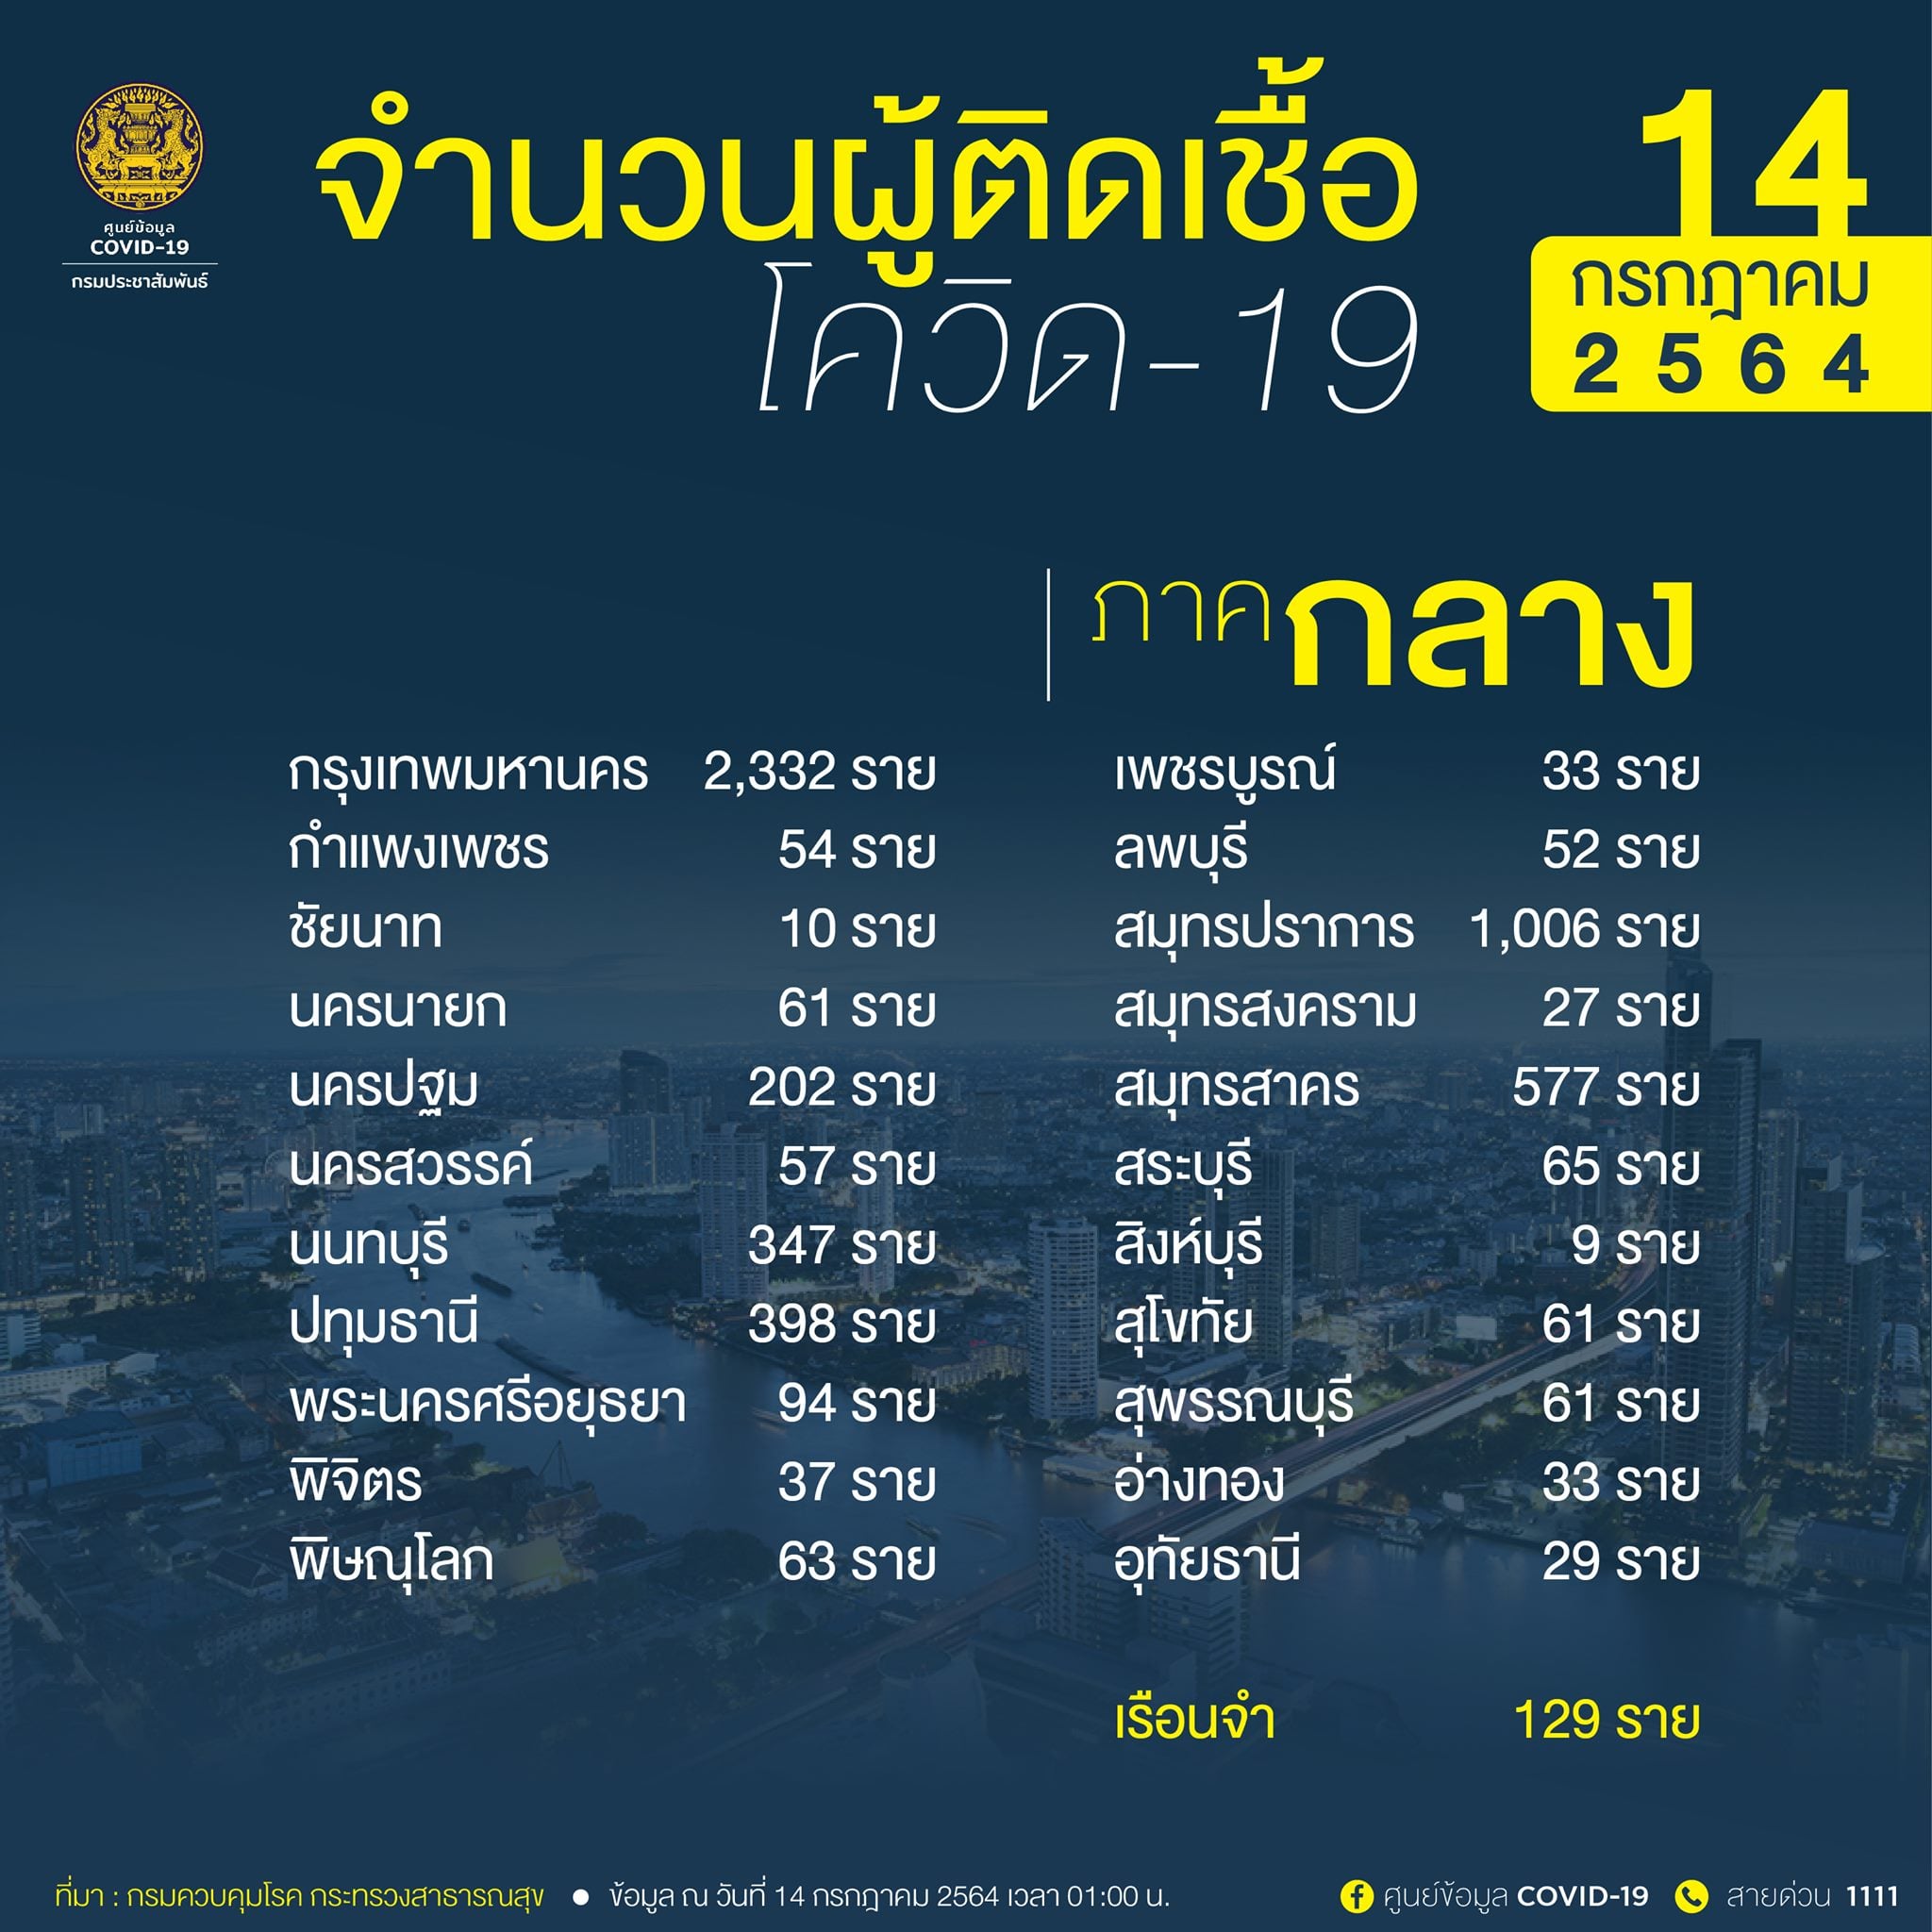 ศูนย์ข้อมูล
COVID-19
กรมประชาสัมพันธ์
จำนวนผู้ติดเชื้อ
โควิด-19
14
กรกฎาคม
2564
ภาคกลาง
กรุงเทพมหานคร 2,332 ราย
กำแพงเพชร 54 ราย
ชัยนาท 10 ราย
นครนายก 61 ราย
นครปฐม 202 ราย
นครสวรรค์ 57 ราย
นนทบุรี 347 ราย
ปทุมธานี 398 ราย
พระนครศรีอยุธยา 94 ราย
พิจิตร 37 ราย
พิษณุโลก 63 ราย
เพชรบูรณ์ 33 ราย
ลพบุรี 52 ราย
สมุทรปราการ 1,006 ราย
สมุทรสงคราม 27 ราย
สมุทรสาคร 577 ราย
สระบุรี 65 ราย
สิงห์บุรี 9 ราย
สุโขทัย 61 ราย
สุพรรณบุรี 61 ราย
อ่างทอง 33 ราย
อุทัยธานี 29 ราย
เรือนจำ 129 ราย
ที่มา : กรมควบคุมโรค กระทรวงสาธารณสุข ● ข้อมูล ณ วันที่ 14 กรกฎาคม 2564 เวลา 01:00 น. ศูนย์ข้อมูล COVID-19 สายด่วน 1111